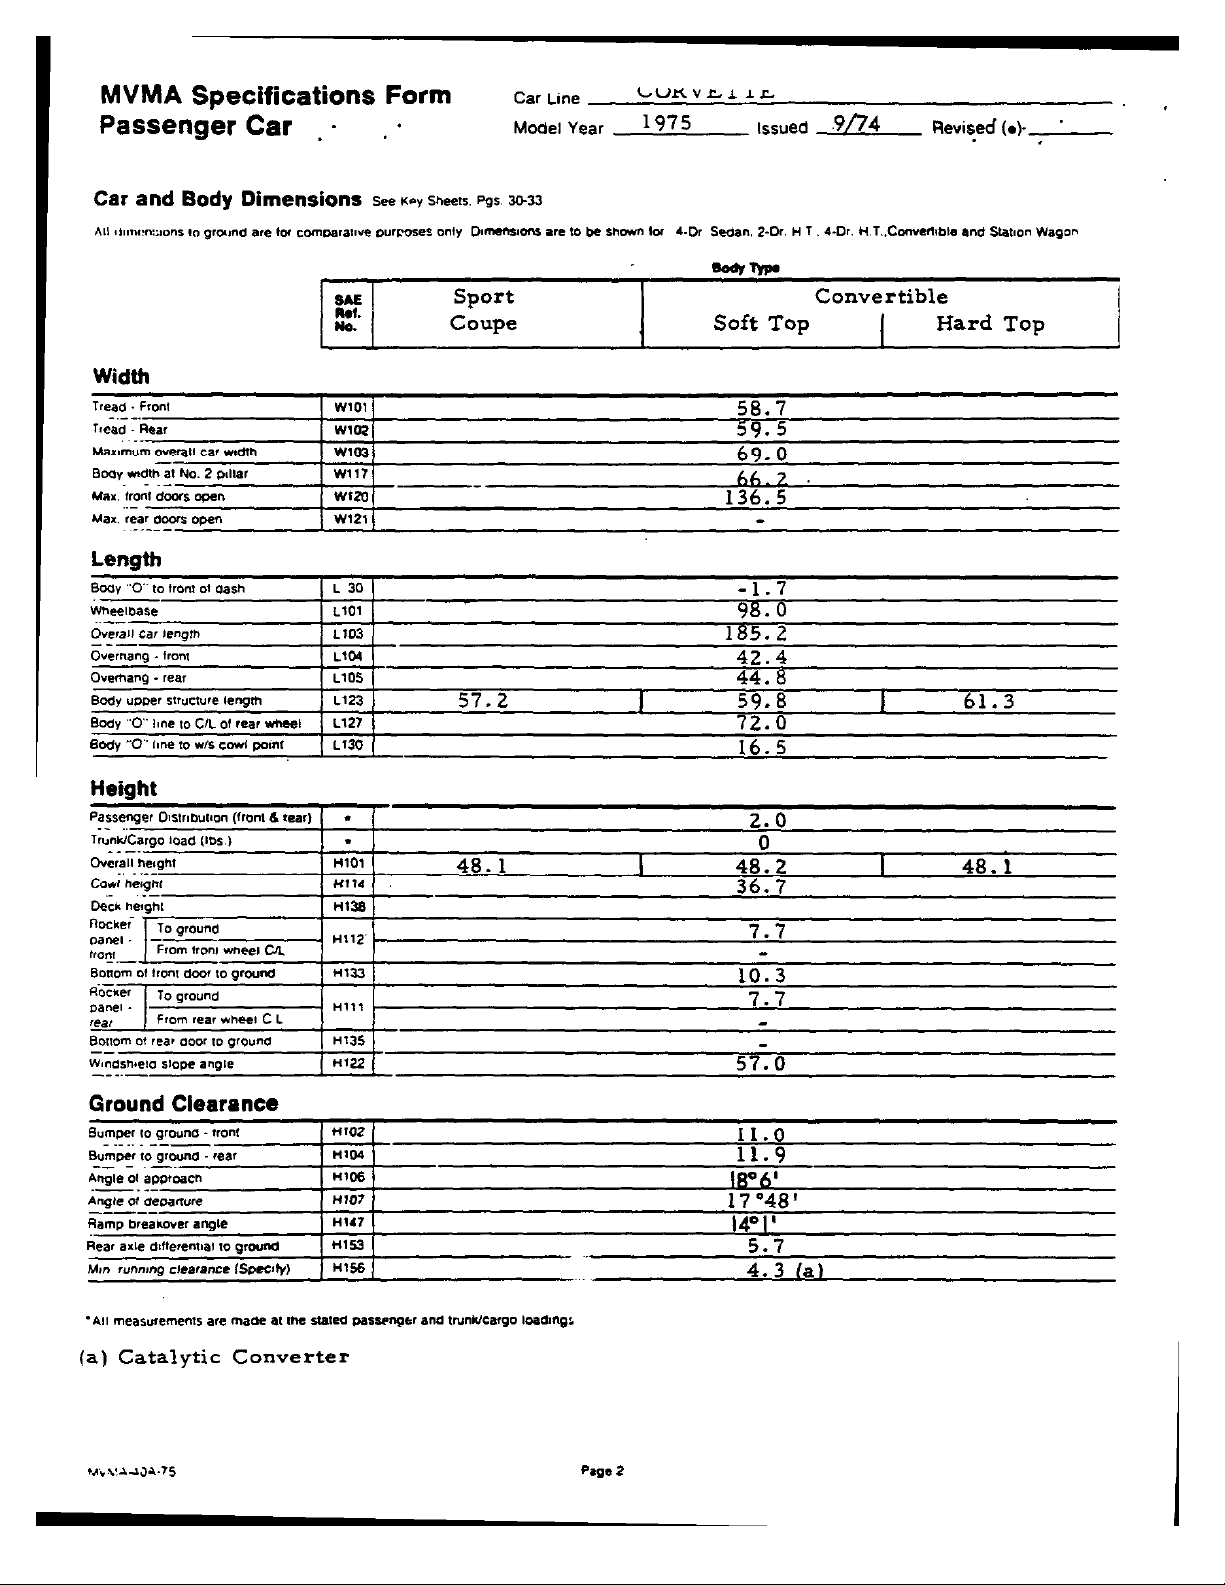 MVMA Specifications Form
Passenger Car
Car Line CORVETTE
Model Year 1975 Issued 9/74 Revised (•)
Car and Body Dimensions See Key Sheets, Pgs. 30-33
All dimensions to ground are for comparative purposes only Dimensions are to be shown for 4-Dr Sedan, 2-Dr. H T , 4-Dr. H.T.,Convertible and Station Wagon
Body Type
SAE Ref. No. Sport Coupe Convertible
Soft Top Hard Top
Width
Tread - Front W101 58.7
Tread - Rear W102 59.5
Maximum overall car width W103 69.0
Body width at No. 2 pillar W117 66.2
Max. front doors open W120 136.5
Max. rear doors open W121 -
Length
Body "O" to front of dash L 30 -1.7
Wheelbase L101 98.0
Overall car length L103 185.2
Overhang - front L104 42.4
Overhang - rear L105 44.8
Body upper structure length L123 57.2 59.8 61.3
Body "O" line to C/L of rear wheel L127 72.0
Body "O" line to w/s cowl point L130 16.5
Height
Passenger Distribution (front & rear) * 2.0
Trunk/Cargo load (lbs.) * 0
Overall height H101 48.1 48.2 48.1
Cowl height H114 36.7
Deck height H138
Rocker panel - front To ground H112 7.7
From front wheel C/L -
Bottom of front door to ground H133 10.3
Rocker panel - rear To ground H111 7.7
From rear wheel C L -
Bottom of rear door to ground H135 -
Windshield slope angle H122 57.0
Ground Clearance
Bumper to ground - front H102 11.0
Bumper to ground - rear H104 11.9
Angle of approach H106 18°6'
Angle of departure H107 17°48'
Ramp breakover angle H147 14°1'
Rear axle differential to ground H153 5.7
Min running clearance (Specify) H156 4.3 (a)
*All measurements are made at the stated passenger and trunk/cargo loadings
(a) Catalytic Converter
MVMA-40A-75
Page 2